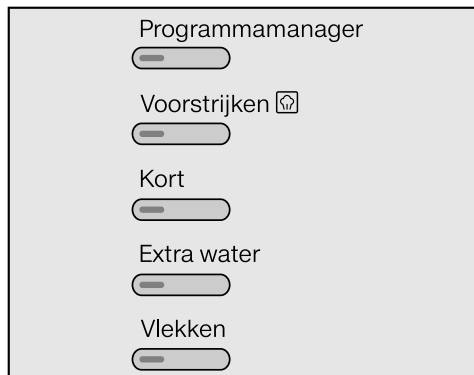 Programmamanager
Voorstrijken
Kort
Extra water
Vlekken